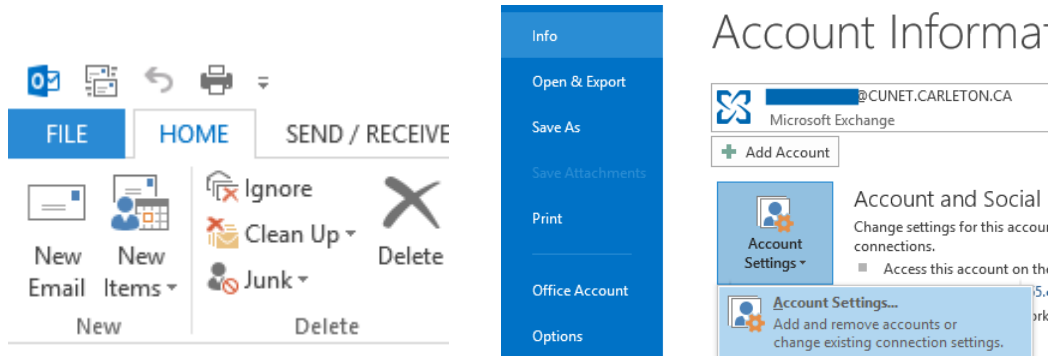 FILE HOME SEND / RECEIVE
New
Email
New
Items
Ignore
Clean Up
Junk
Delete
New
Delete
Info
Open & Export
Save As
Save Attachments
Print
Office Account
Options
Account Informa
@CUNET.CARLETON.CA
Microsoft Exchange
Add Account
Account
Settings
Account and Social
Change settings for this accou
connections.
Access this account on the
Account Settings...
Add and remove accounts or
change existing connection settings.